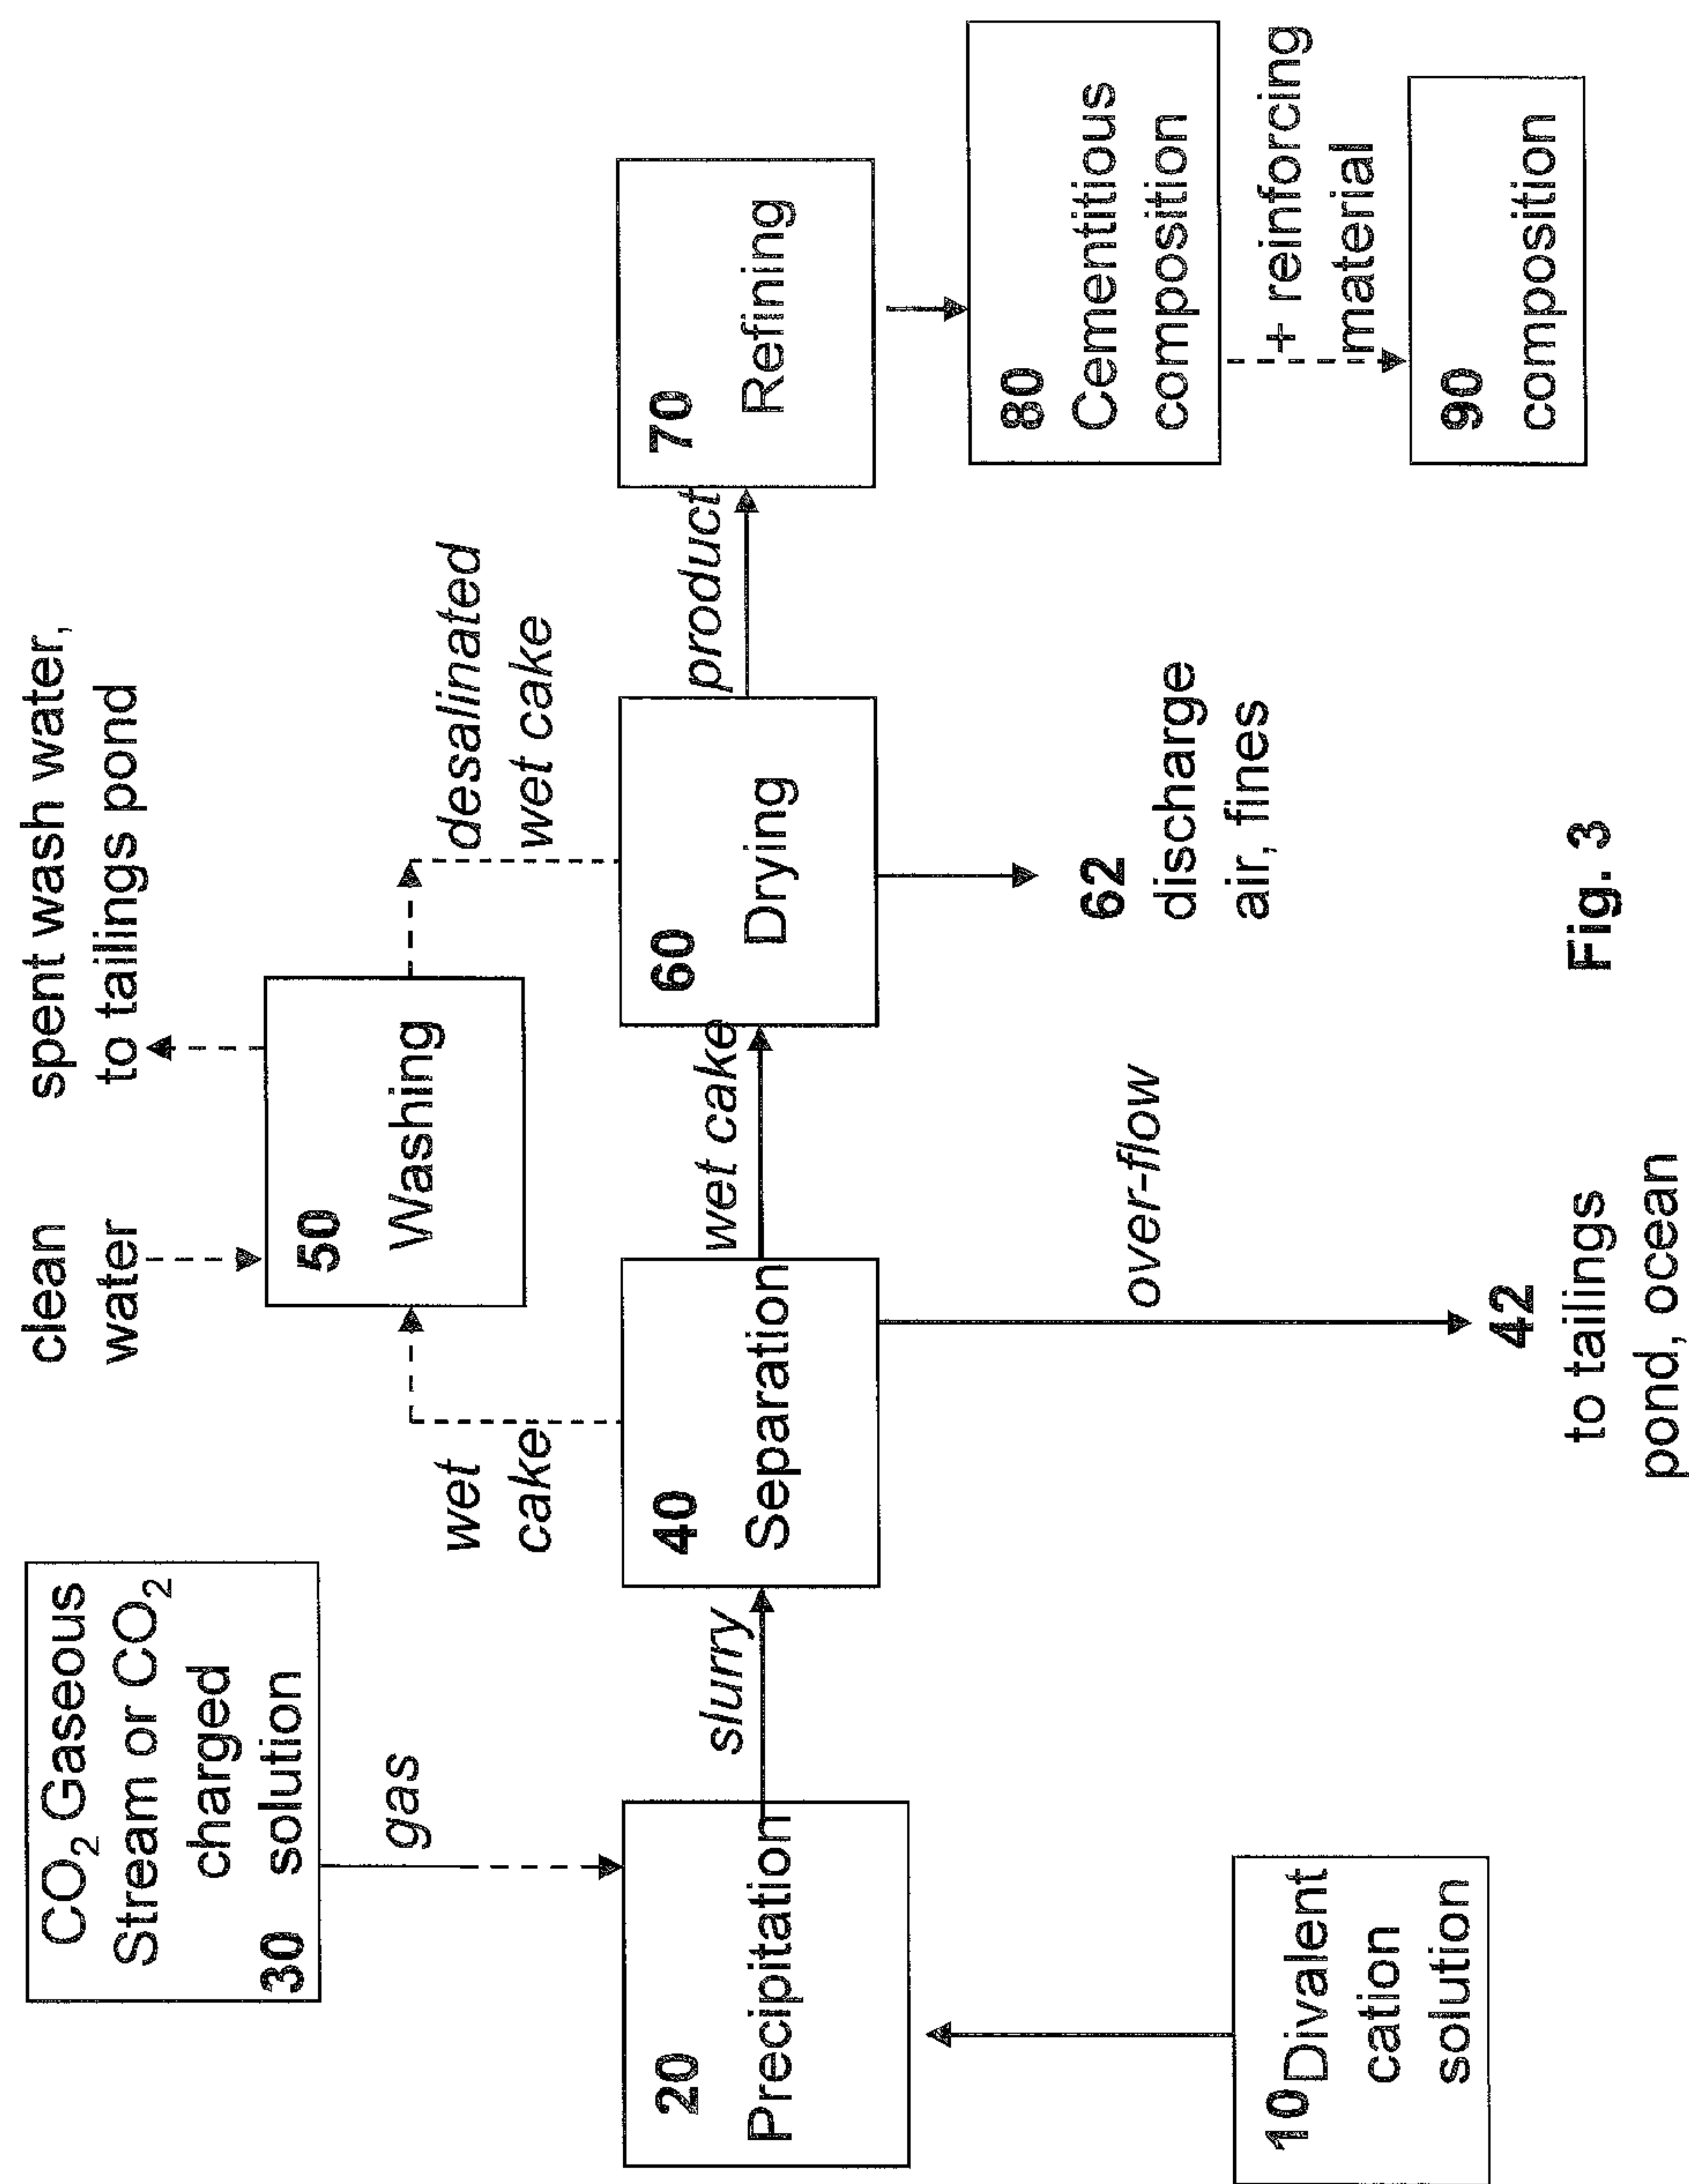 CO₂ Gaseous
Stream or CO₂
charged
30 solution
gas
clean
water
spent wash water,
to tailings pond
50
Washing
wet
cake
desalinated
wet cake
20
Precipitation
slurry
40
Separation
wet cake
60
Drying
product
70
Refining
10 Divalent
cation
solution
over-flow
42
to tailings
pond, ocean
62
discharge
air, fines
80
Cementitious
composition
+ reinforcing
material
90
composition
Fig. 3